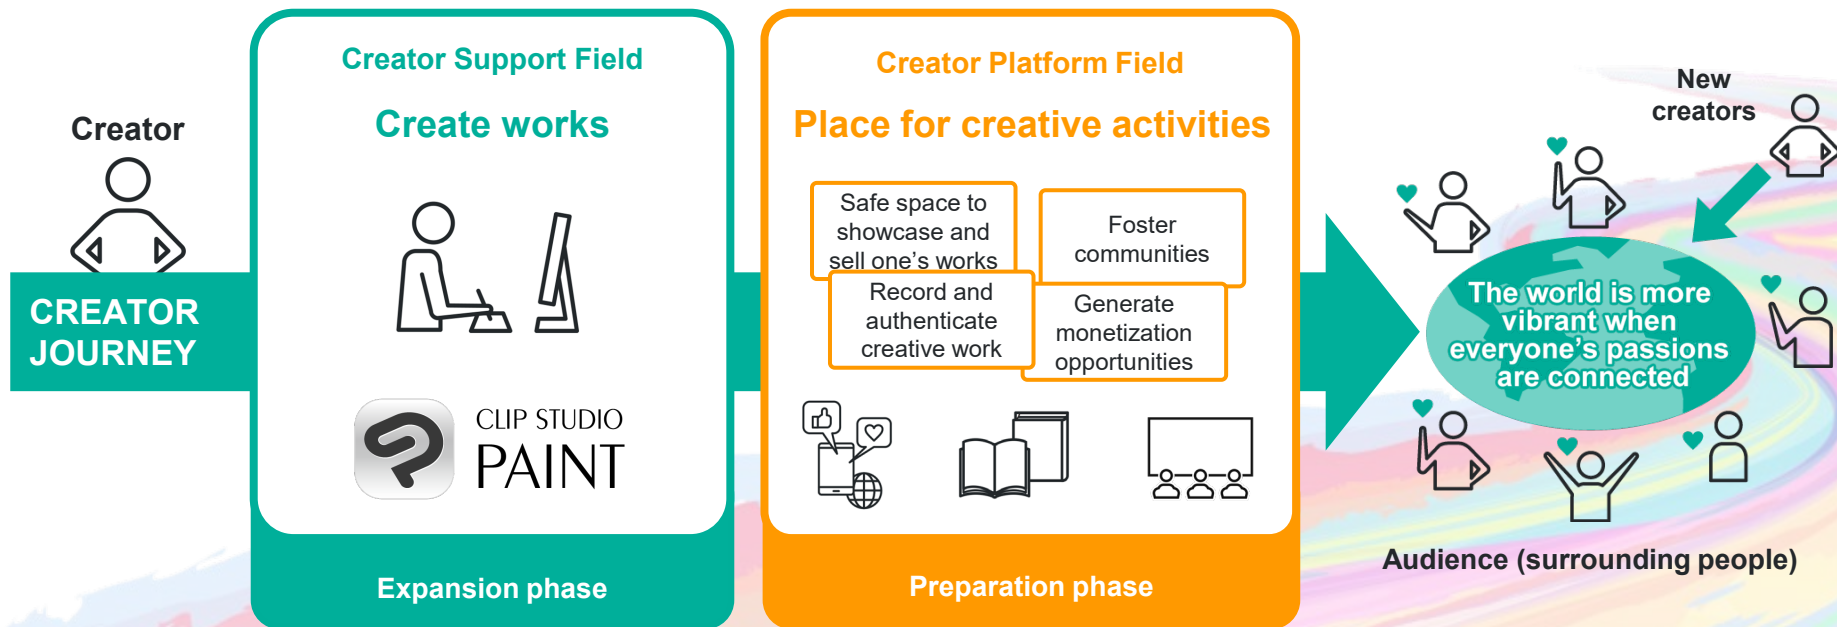 Creator
CREATOR
JOURNEY
Creator Support Field
Create works
CLIP STUDIO
PAINT
Expansion phase
Creator Platform Field
Place for creative activities
Safe space to
showcase and
sell one’s works
Foster
communities
Record and
authenticate
creative work
Generate
monetization
opportunities
Preparation phase
New
creators
The world is more
vibrant when
everyone’s passions
are connected
Audience (surrounding people)